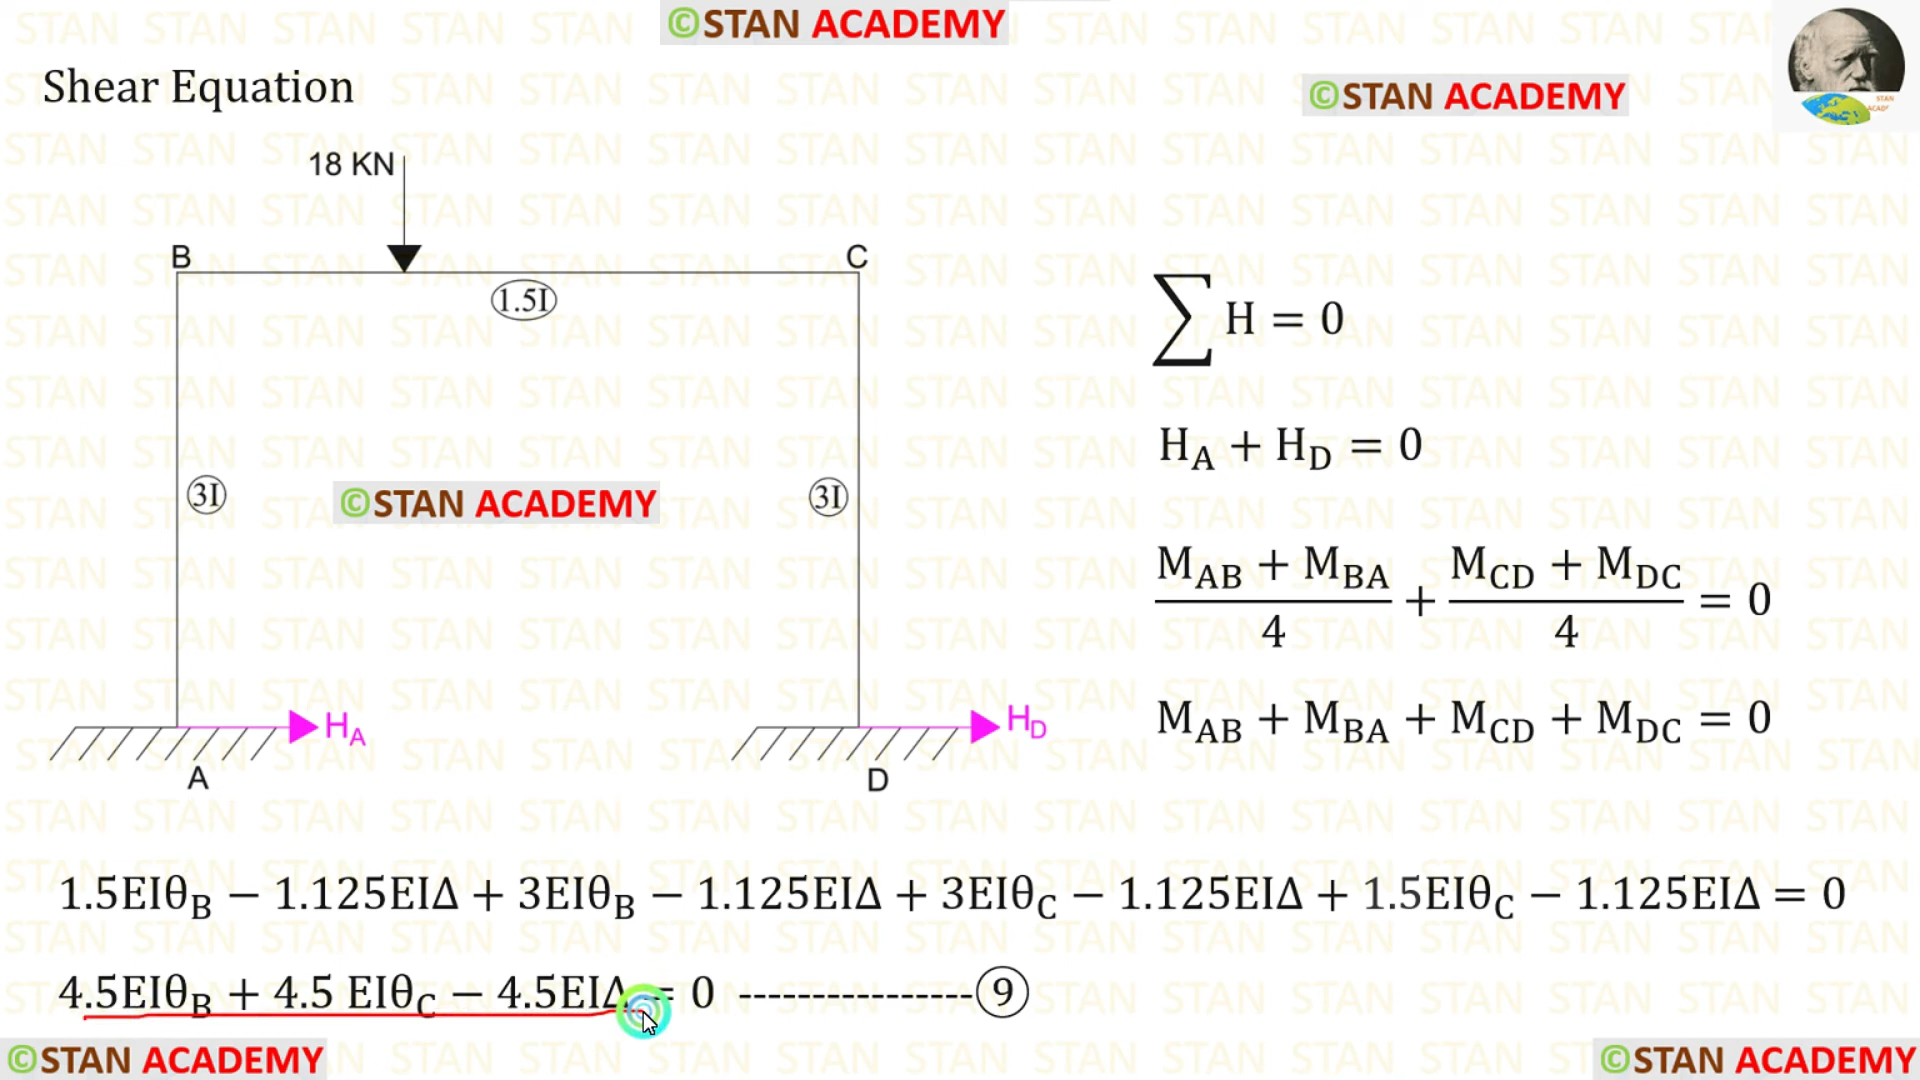 ©STAN ACADEMY
Shear Equation
©STAN ACADEMY
STAN
ACADF
18 KN
B
C
1.5I
∑ H = 0
H_A + H_D = 0
3I
©STAN ACADEMY
3I
(M_AB + M_BA)/4 + (M_CD + M_DC)/4 = 0
M_AB + M_BA + M_CD + M_DC = 0
H_A
H_D
A
D
1.5EIθ_B − 1.125EIΔ + 3EIθ_B − 1.125EIΔ + 3EIθ_C − 1.125EIΔ + 1.5EIθ_C − 1.125EIΔ = 0
4.5EIθ_B + 4.5 EIθ_C − 4.5EIΔ = 0 ----------------⑨
©STAN ACADEMY
©STAN ACADEMY